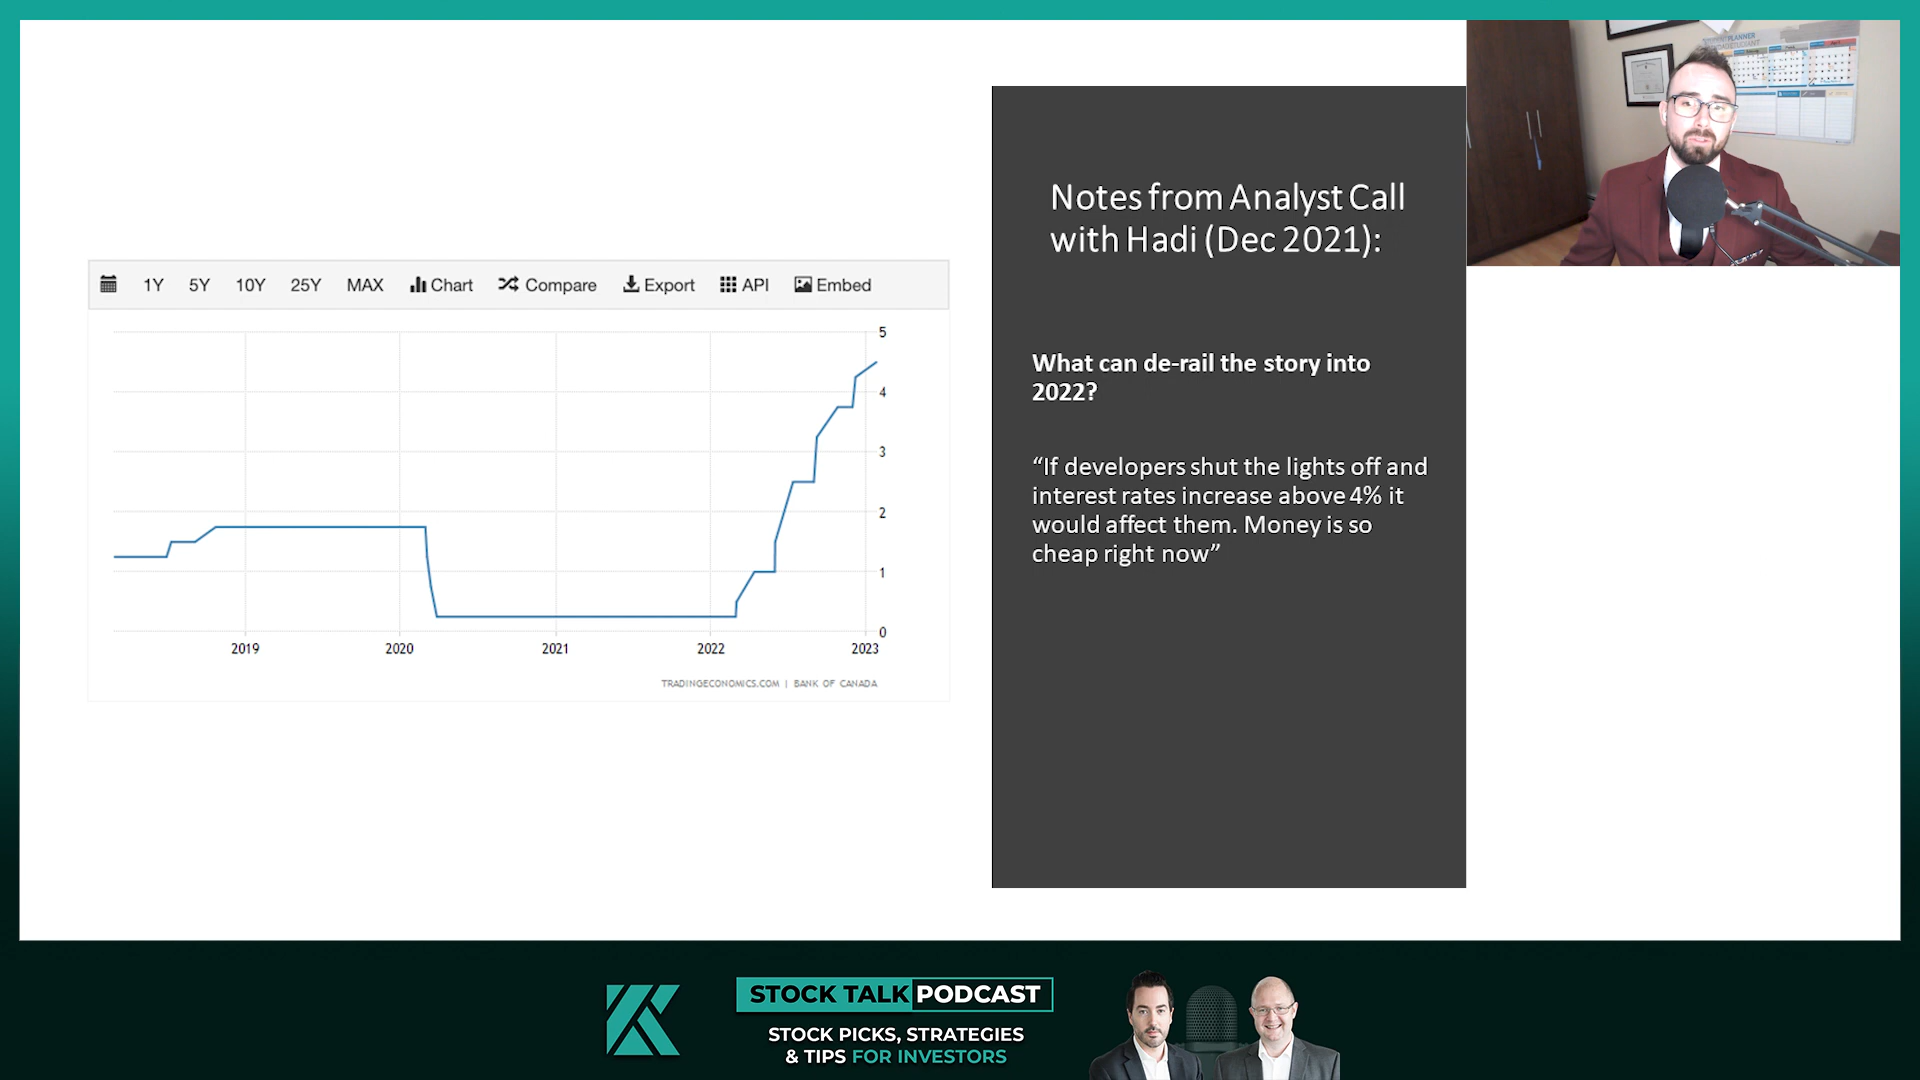 1Y 5Y 10Y 25Y MAX Chart Compare Export API Embed
5
4
3
2
1
0
2019 2020 2021 2022 2023
TRADINGECONOMICS.COM | BANK OF CANADA
Notes from Analyst Call
with Hadi (Dec 2021):
What can de-rail the story into
2022?
“If developers shut the lights off and
interest rates increase above 4% it
would affect them. Money is so
cheap right now”
PLANNER
STOCK TALK PODCAST
STOCK PICKS, STRATEGIES
& TIPS FOR INVESTORS